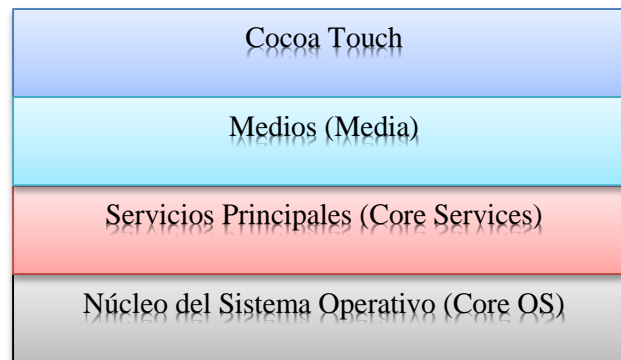 Cocoa Touch
Medios (Media)
Servicios Principales (Core Services)
Núcleo del Sistema Operativo (Core OS)